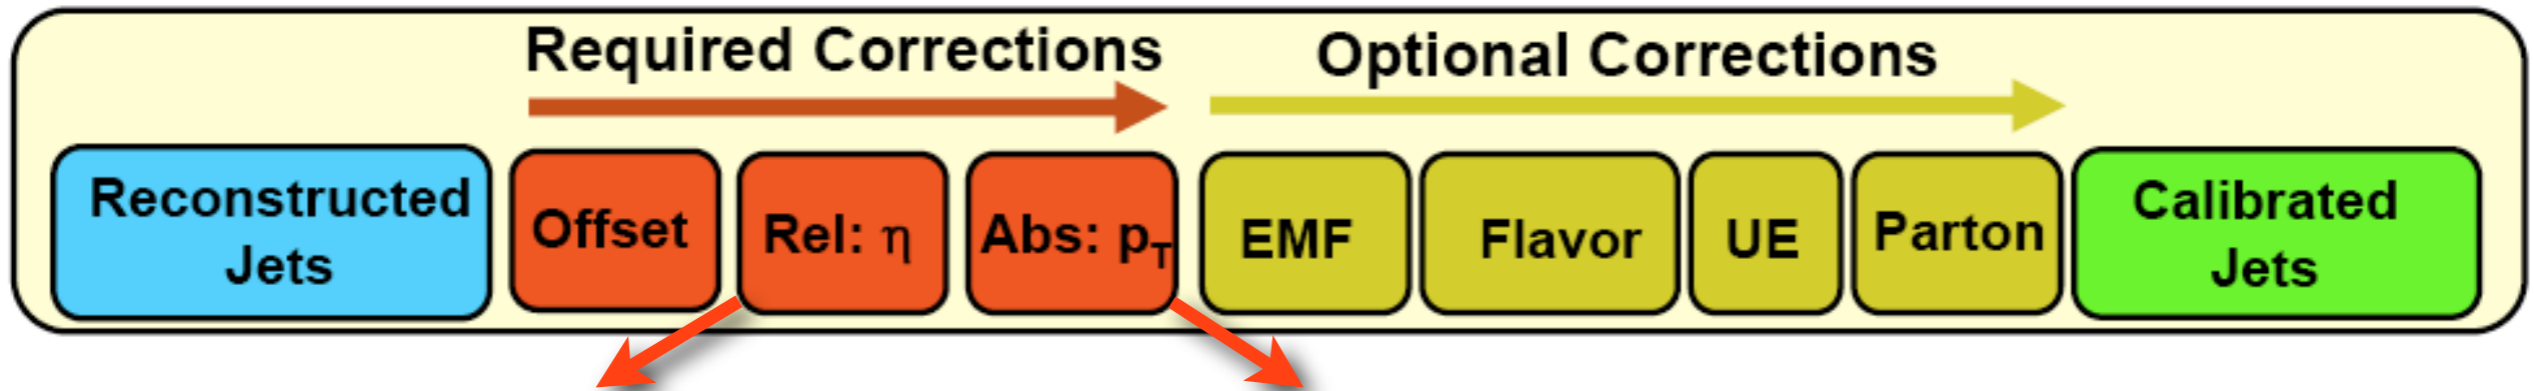 Required Corrections
Optional Corrections
Reconstructed
Jets
Offset
Rel: η
Abs: pT
EMF
Flavor
UE
Parton
Calibrated
Jets